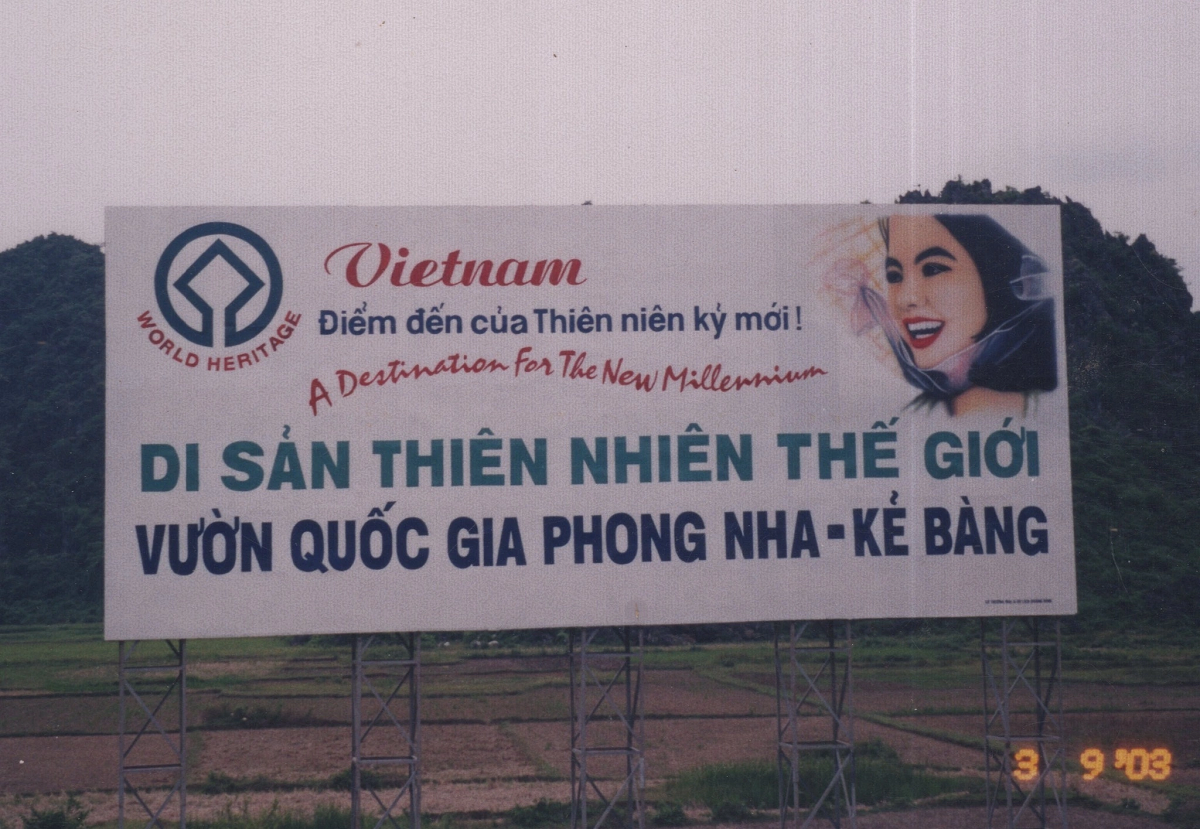 WORLD HERITAGE
Vietnam
Điểm đến của Thiên niên kỷ mới !
A Destination For The New Millennium
DI SẢN THIÊN NHIÊN THẾ GIỚI
VƯỜN QUỐC GIA PHONG NHA - KẺ BÀNG
3 9 '03